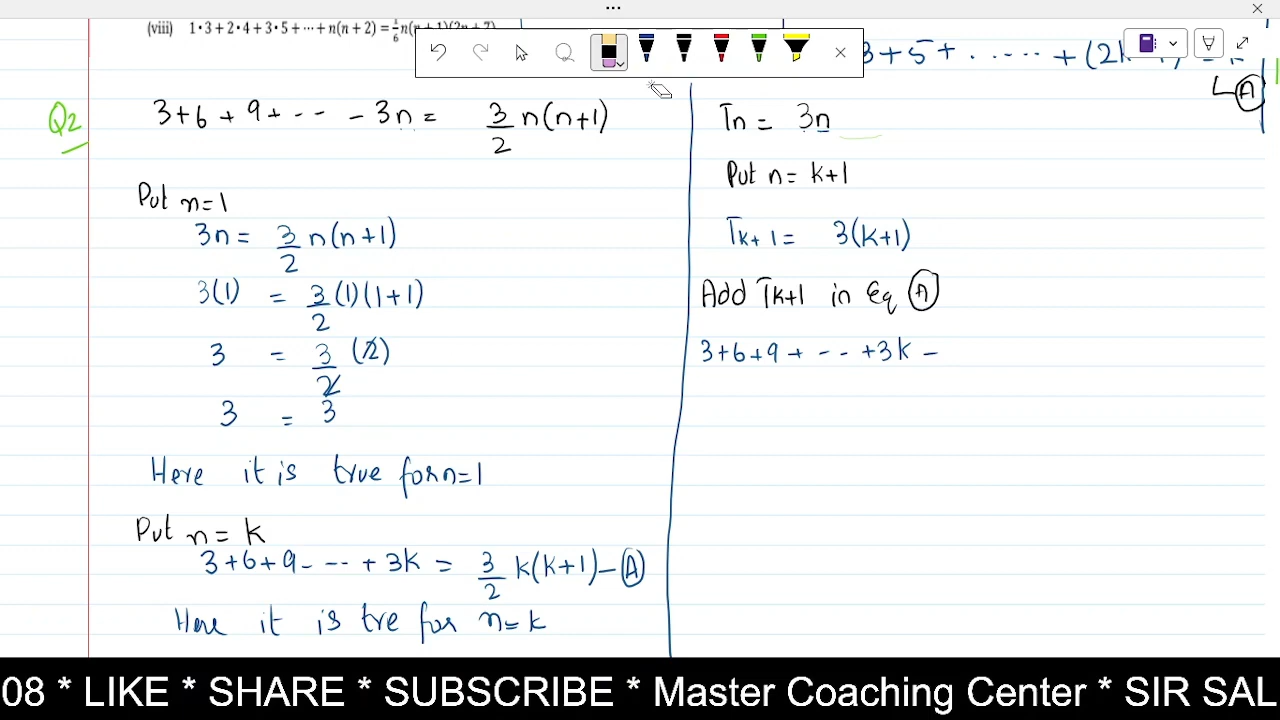 (viii) 1•3+2•4+3•5+⋯+n(n+2)=1/6 n(n+1)(2n+7)
3+5+......+(2k
A
Q2
3+6+9+-- - 3n = 3/2 n(n+1)
Put n=1
3n = 3/2 n(n+1)
3(1) = 3/2 (1)(1+1)
3 = 3/2 (2)
3 = 3
Here it is true for n=1
Put n= k
3+6+9- -- + 3k = 3/2 k(k+1) – A
Here it is tre for n=k
Tn = 3n
Put n= k+1
Tk+1 = 3(k+1)
Add Tk+1 in Eq A
3+6+9+ -- +3k –
08 * LIKE * SHARE * SUBSCRIBE * Master Coaching Center * SIR SAL